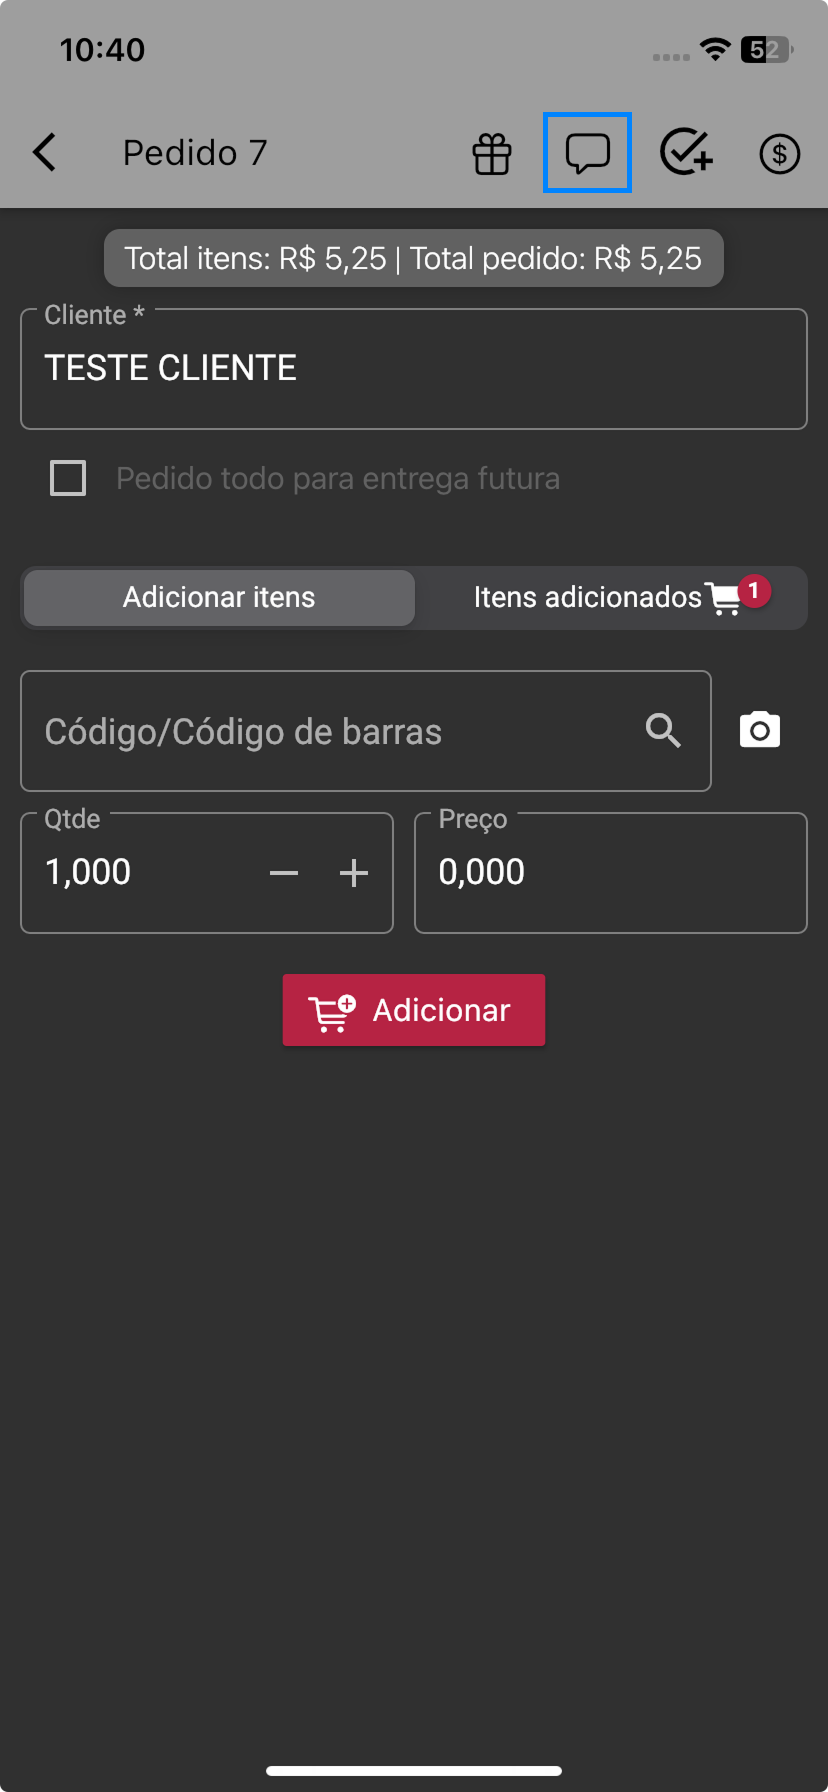 10:40
52
Pedido 7
Total itens: R$ 5,25 | Total pedido: R$ 5,25
Cliente *
TESTE CLIENTE
Pedido todo para entrega futura
Adicionar itens
Itens adicionados 1
Código/Código de barras
Qtde
1,000
Preço
0,000
Adicionar